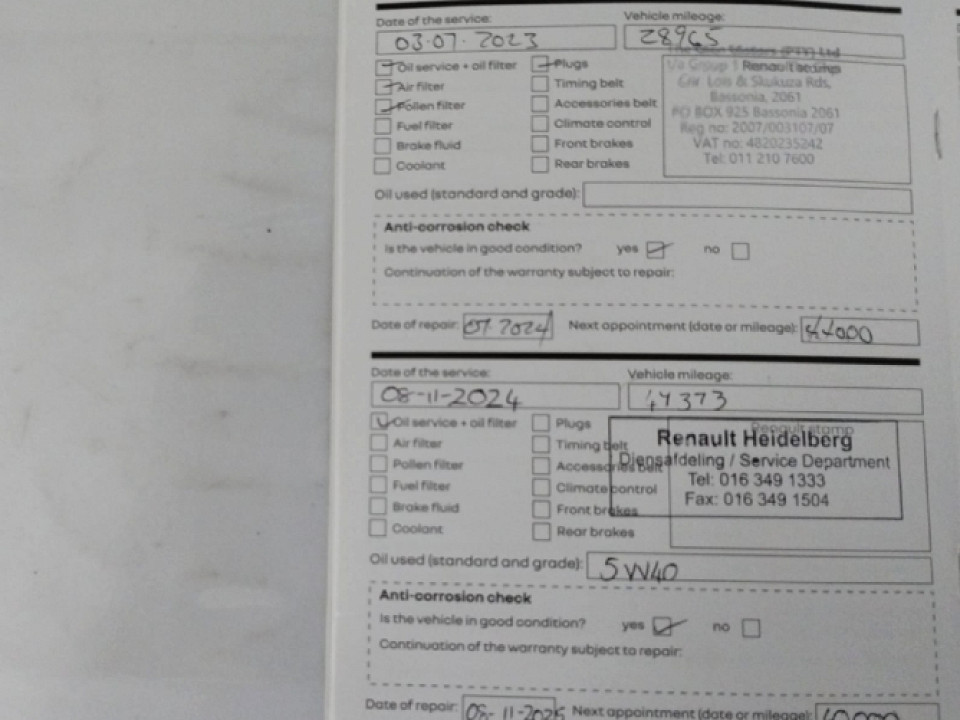 Date of the service: Vehicle mileage:
03·07·2023 28965
Oil service + oil filter Plugs Renault stamp
Air filter Timing belt Cnr. Lois & Skukuza Rds,
Pollen filter Accessories belt Bassonia, 2061
Fuel filter Climate control PO BOX 925 Bassonia 2061
Brake fluid Front brakes Reg no: 2007/003107/07
Coolant Rear brakes VAT no: 4820235242
Tel: 011 210 7600
Oil used (standard and grade):
Anti-corrosion check
Is the vehicle in good condition? yes no
Continuation of the warranty subject to repair:
Date of repair: 07·2024 Next appointment (date or mileage):
Date of the service: Vehicle mileage:
08-11-2024 47373
Oil service + oil filter Plugs Renault stamp
Air filter Timing belt Renault Heidelberg
Pollen filter Accessories belt Diensafdeling / Service Department
Fuel filter Climate control Tel: 016 349 1333
Brake fluid Front brakes Fax: 016 349 1504
Coolant Rear brakes
Oil used (standard and grade): 5W40
Anti-corrosion check
Is the vehicle in good condition? yes no
Continuation of the warranty subject to repair:
Date of repair: 08-11-2025 Next appointment (date or mileage):